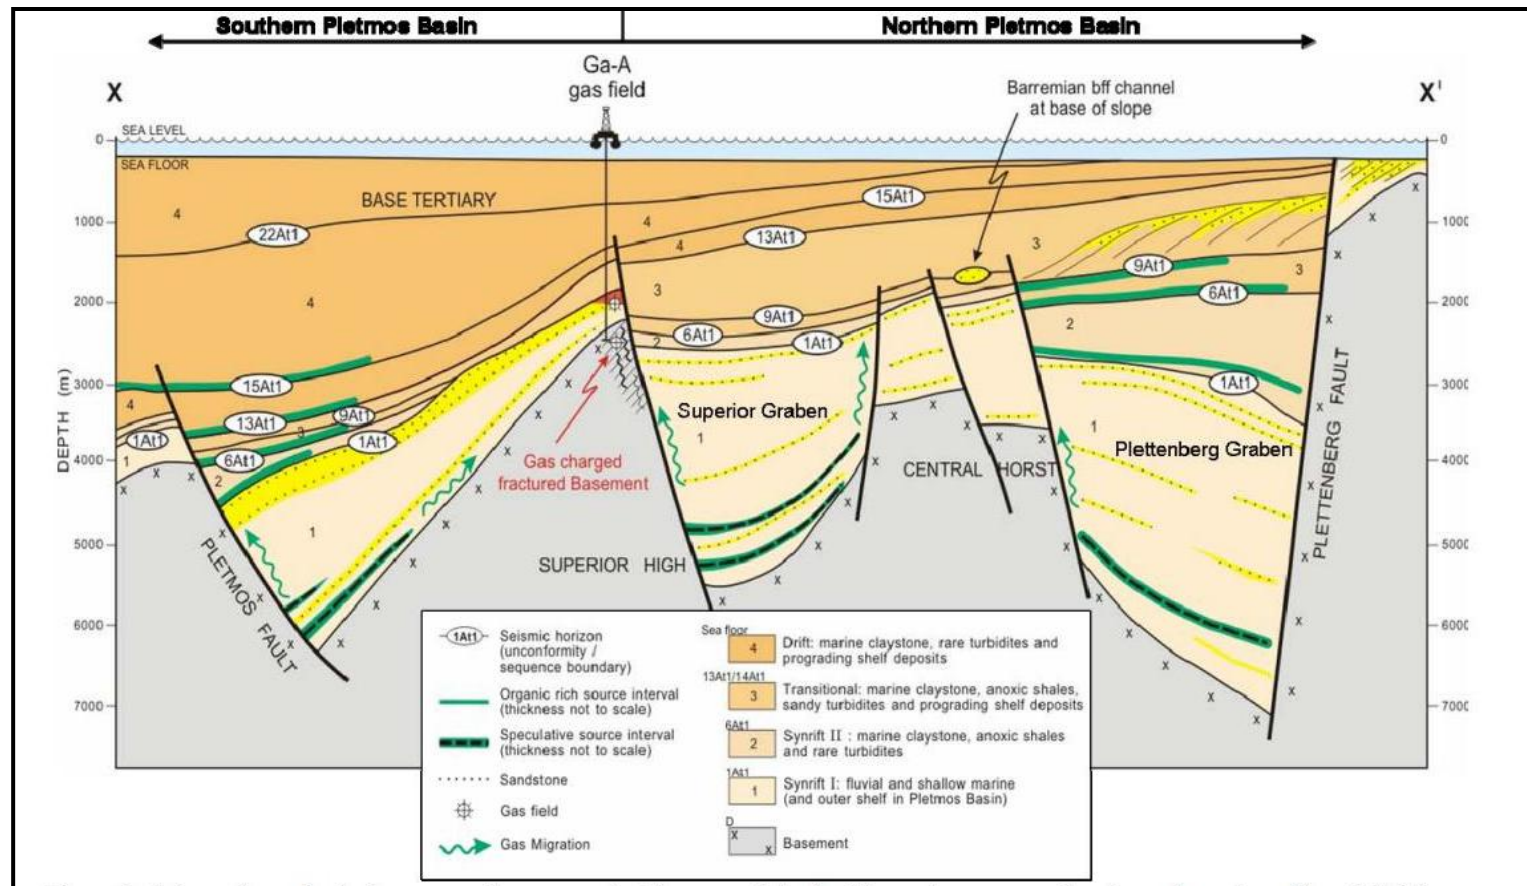 Southern Pletmos Basin
Northern Pletmos Basin
Ga-A
gas field
Barremian bff channel
at base of slope
X
X'
SEA LEVEL
SEA FLOOR
0
1000
2000
3000
4000
5000
6000
7000
DEPTH (m)
0
1000
2000
3000
4000
5000
6000
7000
BASE TERTIARY
4
22At1
4
15At1
4
13At1
4
3
3
9At1
3
6At1
4
3
9At1
6At1
2
1At1
2
15At1
1At1
4
13At1
9At1
3
1At1
1At1
6At1
1
2
1
Superior Graben
1
1
Plettenberg Graben
Gas charged
fractured Basement
CENTRAL HORST
SUPERIOR HIGH
PLETMOS FAULT
PLETTENBERG FAULT
1At1
Seismic horizon
(unconformity /
sequence boundary)
Organic rich source interval
(thickness not to scale)
Speculative source interval
(thickness not to scale)
Sandstone
Gas field
Gas Migration
Sea floor
4
Drift: marine claystone, rare turbidites and
prograding shelf deposits
13At1/14At1
3
Transitional: marine claystone, anoxic shales,
sandy turbidites and prograding shelf deposits
6At1
2
Synrift II : marine claystone, anoxic shales
and rare turbidites
1At1
1
Synrift I: fluvial and shallow marine
(and outer shelf in Pletmos Basin)
D
X
X
Basement